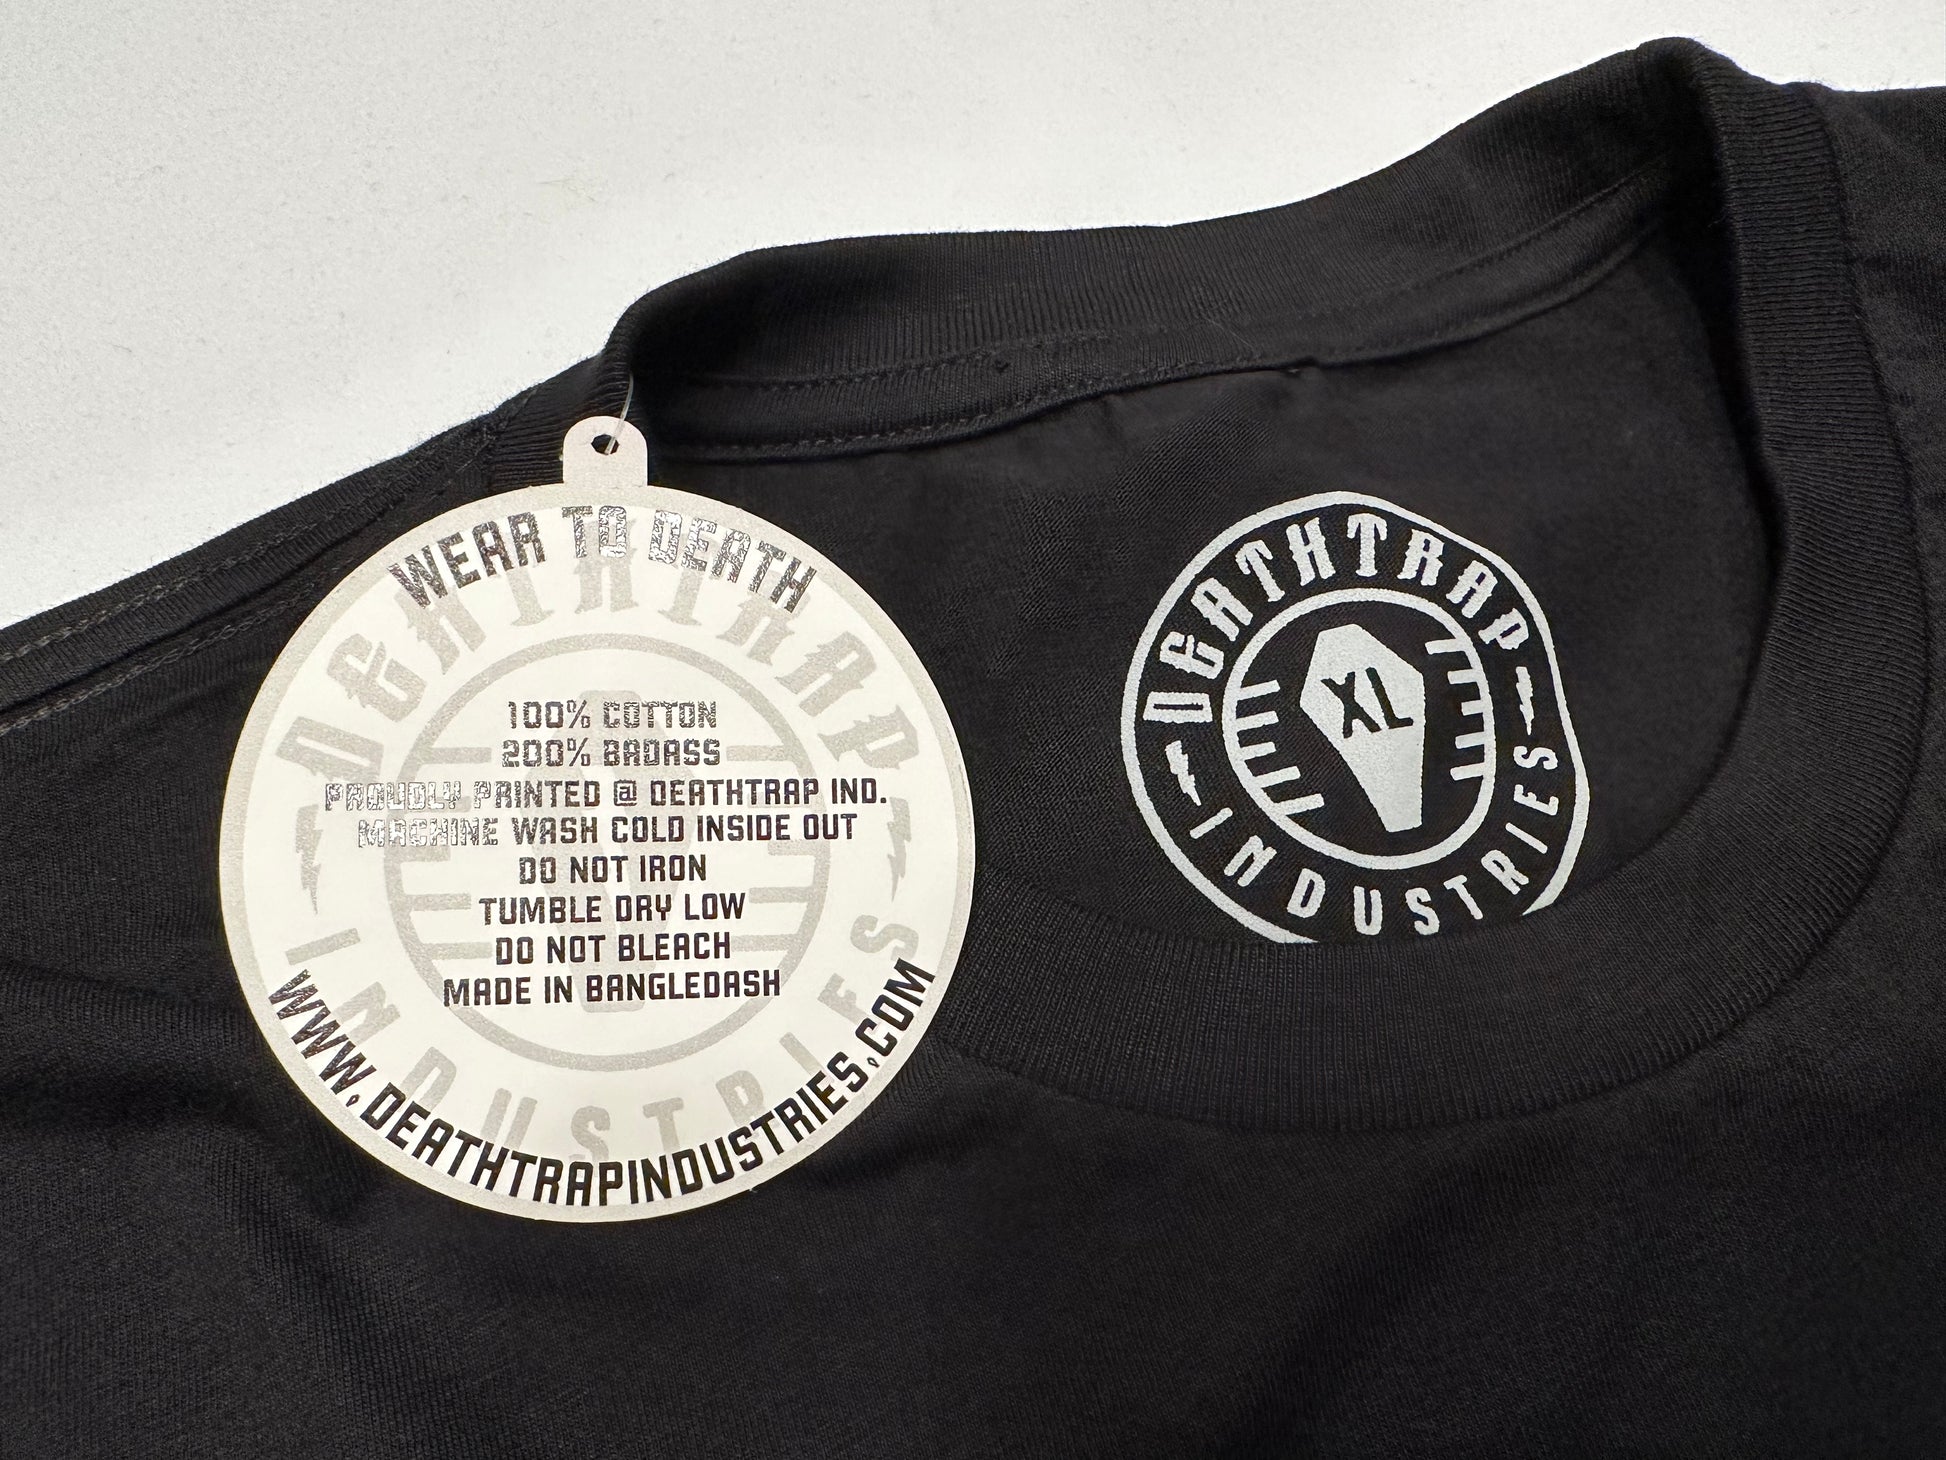 WEAR TO DEATH
DEATHTRAP
100% COTTON
200% BADASS
PROUDLY PRINTED @ DEATHTRAP IND.
MACHINE WASH COLD INSIDE OUT
DO NOT IRON
TUMBLE DRY LOW
DO NOT BLEACH
MADE IN BANGLEDASH
INDUSTRIES
WWW.DEATHTRAPINDUSTRIES.COM
DEATHTRAP
XL
INDUSTRIES